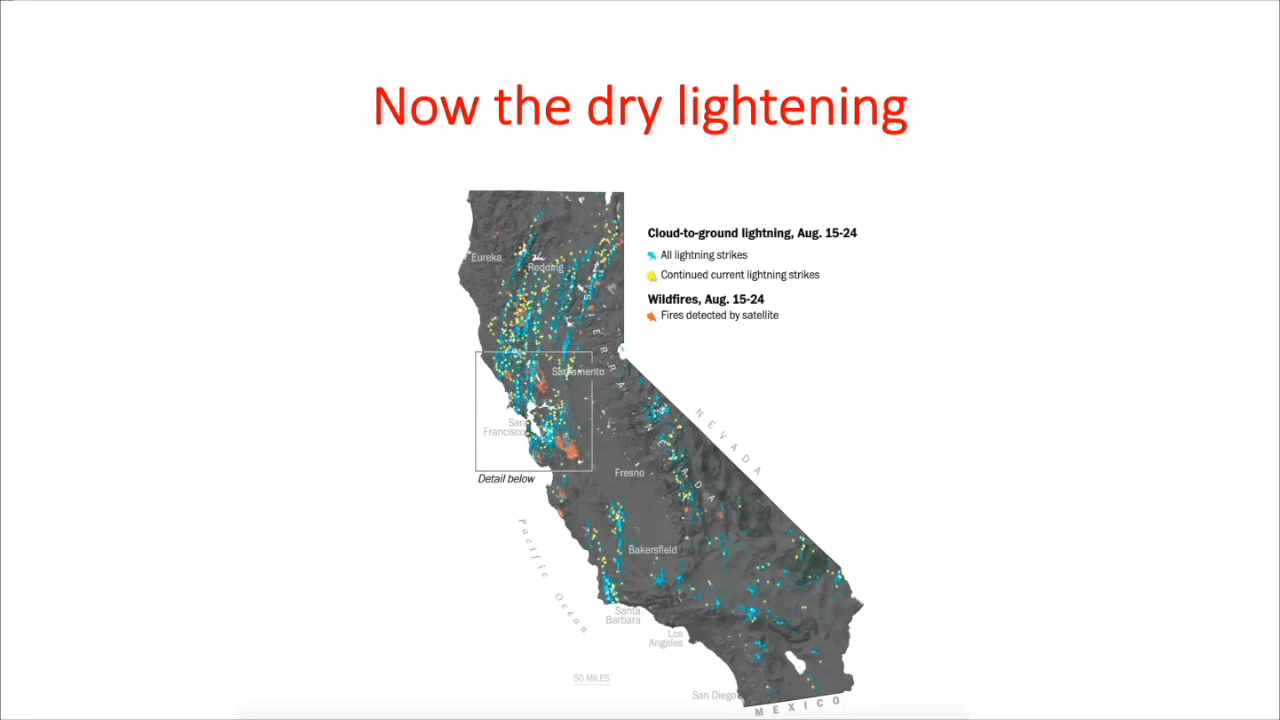 Now the dry lightening
Cloud-to-ground lightning, Aug. 15-24
All lightning strikes
Continued current lightning strikes
Wildfires, Aug. 15-24
Fires detected by satellite
Eureka
Redding
SIERRA NEVADA
Sacramento
San
Francisco
Detail below
NEVADA
Fresno
Pacific Ocean
Bakersfield
Santa
Barbara
Los
Angeles
50 MILES
San Diego
MEXICO